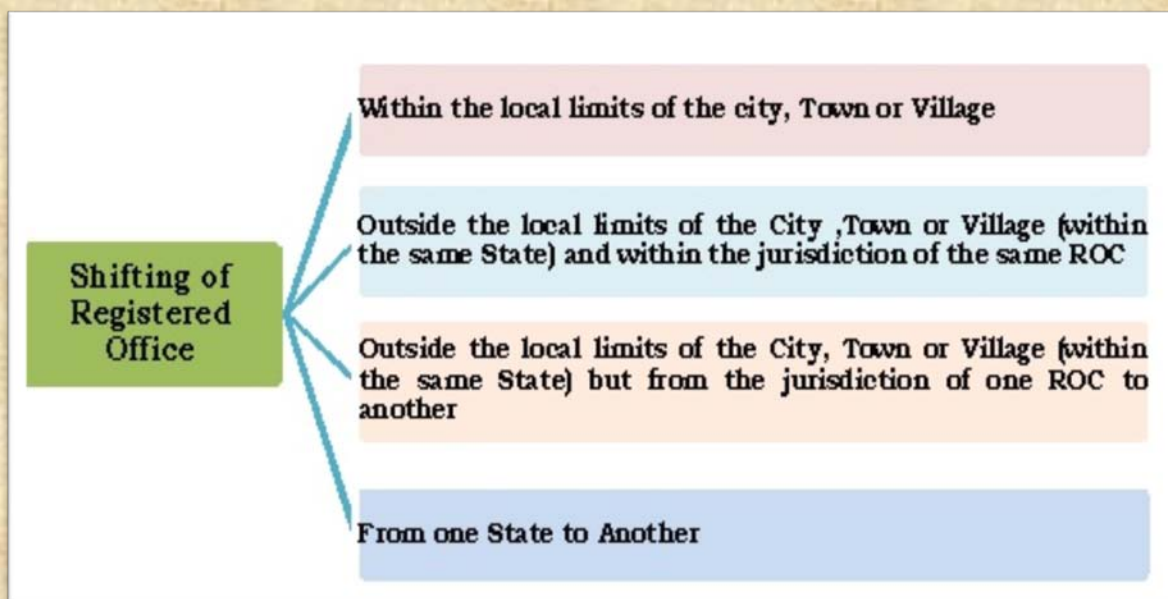 Shifting of
Registered
Office
Within the local limits of the city, Town or Village
Outside the local limits of the City ,Town or Village (within
the same State) and within the jurisdiction of the same ROC
Outside the local limits of the City, Town or Village (within
the same State) but from the jurisdiction of one ROC to
another
From one State to Another